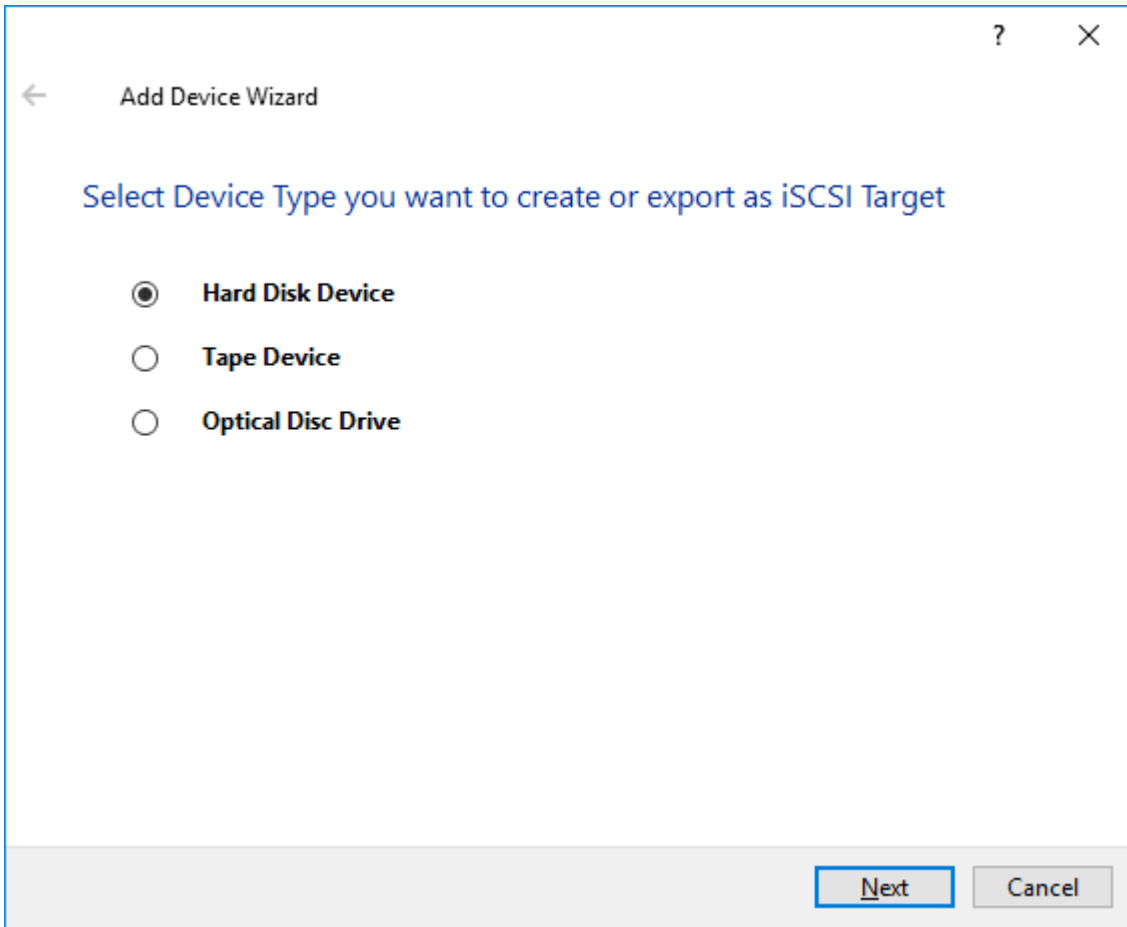 ?
Add Device Wizard
Select Device Type you want to create or export as iSCSI Target
Hard Disk Device
Tape Device
Optical Disc Drive
Next Cancel